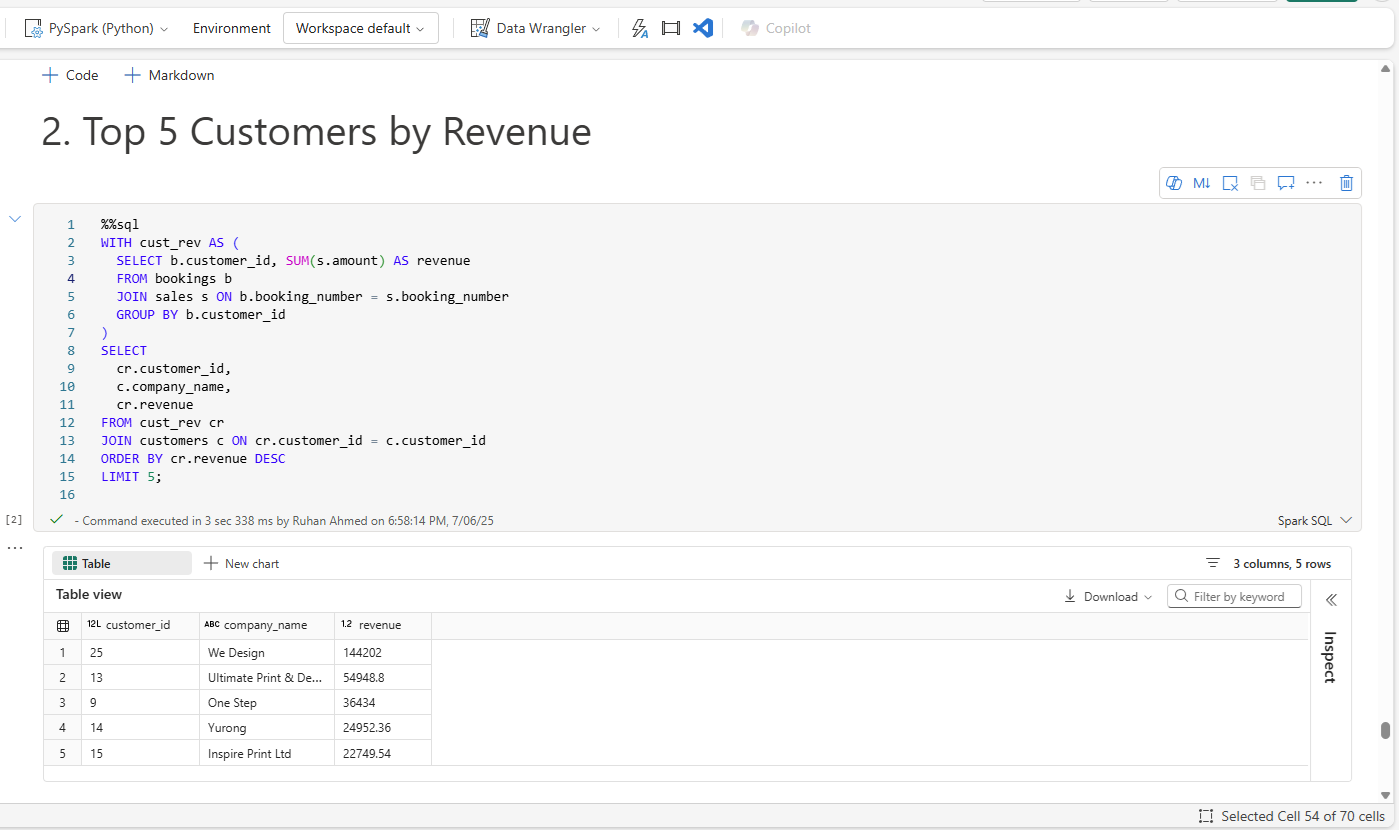 PySpark (Python) Environment Workspace default Data Wrangler Copilot
Code Markdown
2. Top 5 Customers by Revenue
M↓ ...
1 %%sql
2 WITH cust_rev AS (
3 SELECT b.customer_id, SUM(s.amount) AS revenue
4 FROM bookings b
5 JOIN sales s ON b.booking_number = s.booking_number
6 GROUP BY b.customer_id
7 )
8 SELECT
9 cr.customer_id,
10 c.company_name,
11 cr.revenue
12 FROM cust_rev cr
13 JOIN customers c ON cr.customer_id = c.customer_id
14 ORDER BY cr.revenue DESC
15 LIMIT 5;
16
[2] - Command executed in 3 sec 338 ms by Ruhan Ahmed on 6:58:14 PM, 7/06/25 Spark SQL
Table New chart 3 columns, 5 rows
Table view Download Filter by keyword
12L customer_id ABC company_name 1.2 revenue
1 25 We Design 144202
2 13 Ultimate Print & De... 54948.8
3 9 One Step 36434
4 14 Yurong 24952.36
5 15 Inspire Print Ltd 22749.54
Inspect
Selected Cell 54 of 70 cells